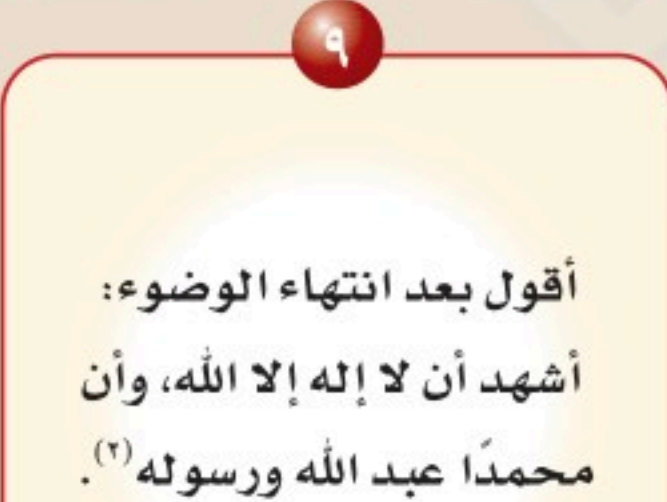 ٩
أقول بعد انتهاء الوضوء:
أشهد أن لا إله إلا الله، وأن
محمدًا عبد الله ورسوله(٢).